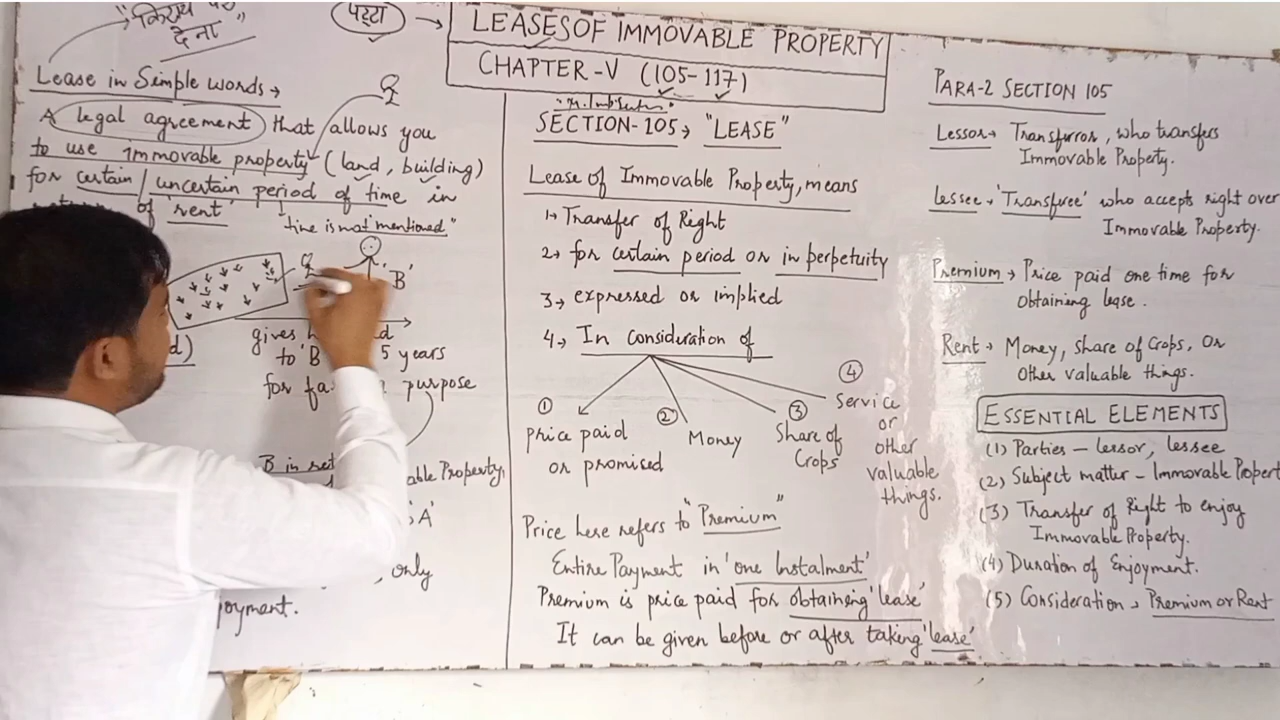 "किराये पर
देना"
पट्टा
LEASES OF IMMOVABLE PROPERTY
CHAPTER-V (105-117)
Lease in Simple words
A legal agreement that allows you
to use immovable property (land, building)
for certain / uncertain period of time in
of 'rent'
"time is not 'mentioned"
'B'
gives
to 'B' 5 years
for purpose
B in
able Property,
'A'
, only
joyment.
SECTION-105, "LEASE"
Lease of Immovable Property, means
1→ Transfer of Right
2→ for certain period or in perpetuity
3→ expressed or implied
4→ In consideration of
① Price paid
or promised
② Money
③ Share of
Crops
④ Service
or
other
valuable
things.
Price here refers to "Premium"
Entire Payment in 'one Instalment'
Premium is price paid for obtaining 'lease'
It can be given before or after taking 'lease'
PARA-2 SECTION 105
Lessor→ Transferror, who transfers
Immovable Property.
Lessee→ 'Transferee' who accepts right over
Immovable Property.
Premium → Price paid one time for
obtaining lease.
Rent→ Money, Share of Crops, or
Other valuable things.
ESSENTIAL ELEMENTS
(1) Parties – lessor, lessee
(2) Subject matter – Immovable Propert
(3) Transfer of Right to enjoy
Immovable Property.
(4) Duration of Enjoyment.
(5) Consideration → Premium or Rent